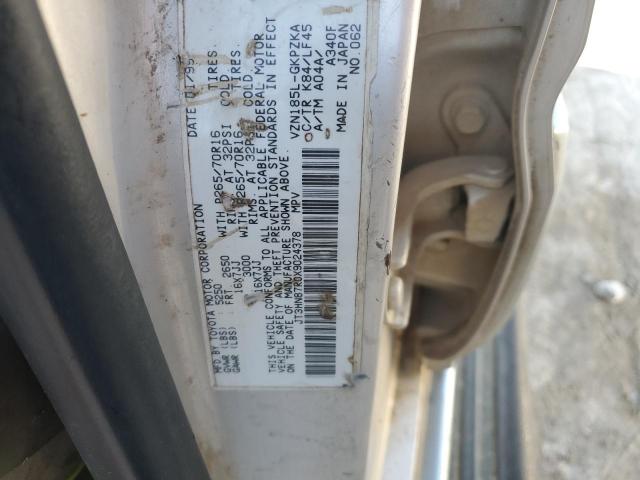 MFD BY TOYOTA MOTOR CORPORATION DATE 01/99
GVWR (LBS) 5250 WITH P265/70R16 TIRES.
GAWR (LBS) FRT 2650 16X7JJ RIMS. AT 32PSI COLD.
3000 WITH P265/70R16 TIRES.
16X7JJ RIMS. AT 32PSI COLD.
THIS VEHICLE CONFORMS TO ALL APPLICABLE FEDERAL MOTOR
VEHICLE SAFETY AND THEFT PREVENTION STANDARDS IN EFFECT
ON THE DATE OF MANUFACTURE SHOWN ABOVE.
JT3HN87R0X9024378 MPV
VZN185L-GKPZKA
C/TR K84/LF45
A/TM A04A/ A340F
MADE IN JAPAN
NO.062